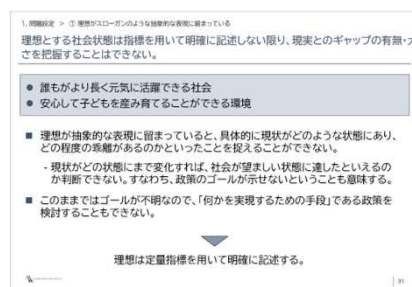 1. 問題設定 > ① 理想がスローガンのような抽象的な表現に留まっている
理想とする社会状態は指標を用いて明確に記述しない限り、現実とのギャップの有無・大
さを把握することはできない。
● 誰もがより長く元気に活躍できる社会
● 安心して子どもを産み育てることができる環境
■ 理想が抽象的な表現に留まっていると、具体的に現状がどのような状態にあり、
どの程度の乖離があるのかといったことを捉えることができない。
- 現状がどの状態にまで変化すれば、社会が望ましい状態に達したといえるの
か判断できない。すなわち、政策のゴールが示せないということも意味する。
■ このままではゴールが不明なので、「何かを実現するための手段」である政策を
検討することもできない。
理想は定量指標を用いて明確に記述する。
31